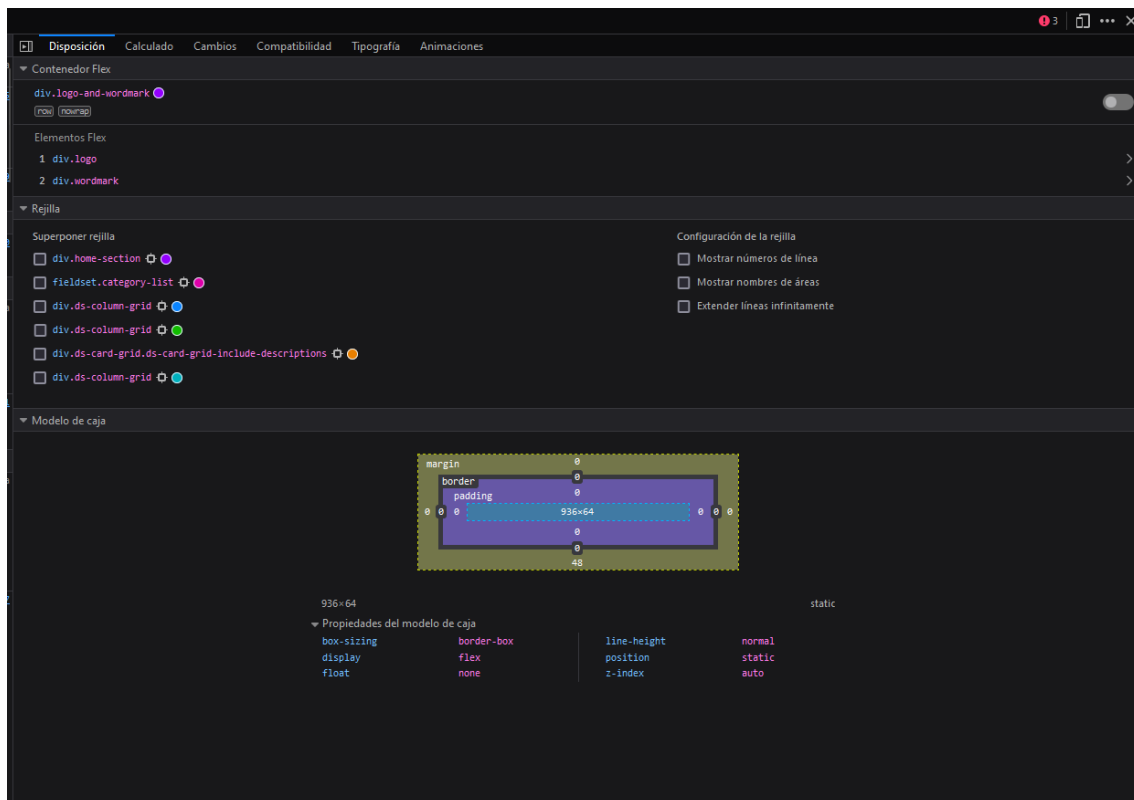 3
Disposición Calculado Cambios Compatibilidad Tipografía Animaciones
Contenedor Flex
div.logo-and-wordmark
row nowrap
Elementos Flex
1 div.logo
2 div.wordmark
Rejilla
Superponer rejilla
div.home-section
fieldset.category-list
div.ds-column-grid
div.ds-column-grid
div.ds-card-grid.ds-card-grid-include-descriptions
div.ds-column-grid
Configuración de la rejilla
Mostrar números de línea
Mostrar nombres de áreas
Extender líneas infinitamente
Modelo de caja
margin 0
border 0
padding 0
0 0 0 936×64 0 0 0
0
0
48
936×64 static
Propiedades del modelo de caja
box-sizing border-box
display flex
float none
line-height normal
position static
z-index auto